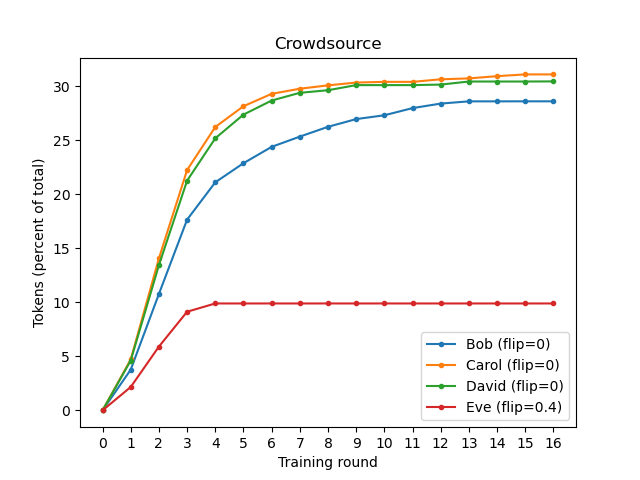 Crowdsource
Tokens (percent of total)
30
25
20
15
10
5
0
0 1 2 3 4 5 6 7 8 9 10 11 12 13 14 15 16
Training round
Bob (flip=0)
Carol (flip=0)
David (flip=0)
Eve (flip=0.4)